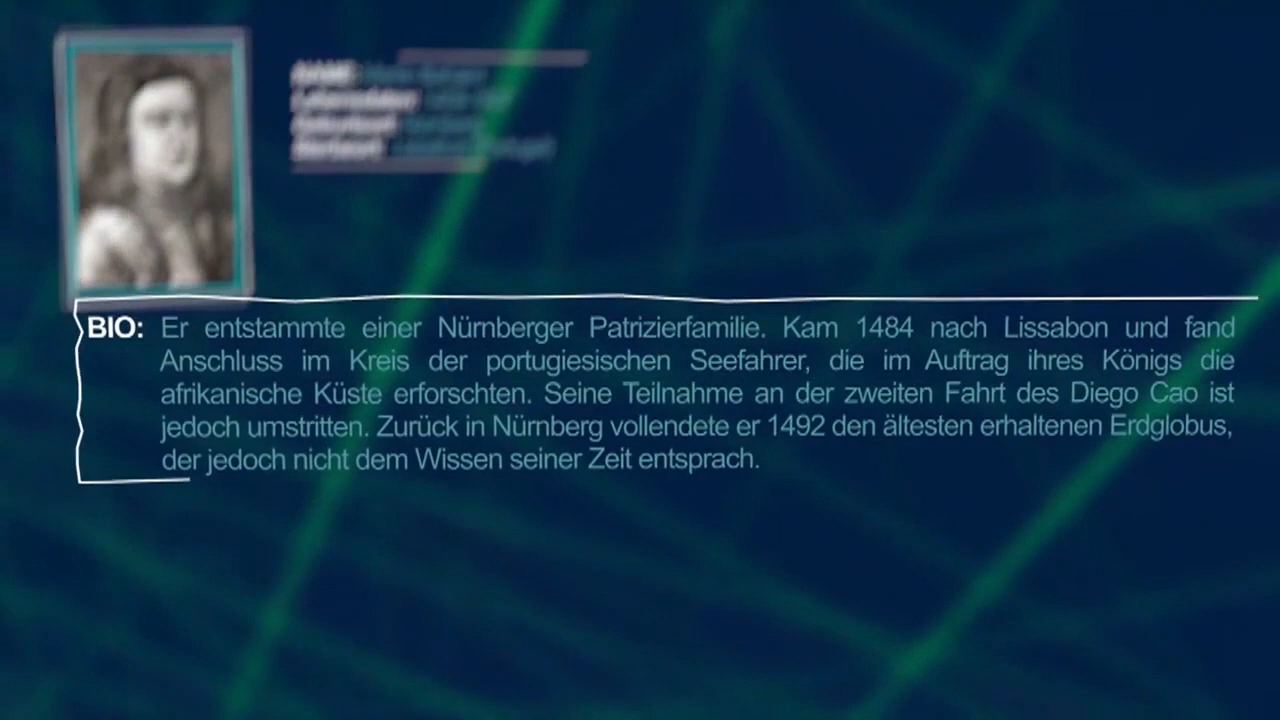 NAME:
BIO: Er entstammte einer Nürnberger Patrizierfamilie. Kam 1484 nach Lissabon und fand
Anschluss im Kreis der portugiesischen Seefahrer, die im Auftrag ihres Königs die
afrikanische Küste erforschten. Seine Teilnahme an der zweiten Fahrt des Diego Cao ist
jedoch umstritten. Zurück in Nürnberg vollendete er 1492 den ältesten erhaltenen Erdglobus,
der jedoch nicht dem Wissen seiner Zeit entsprach.